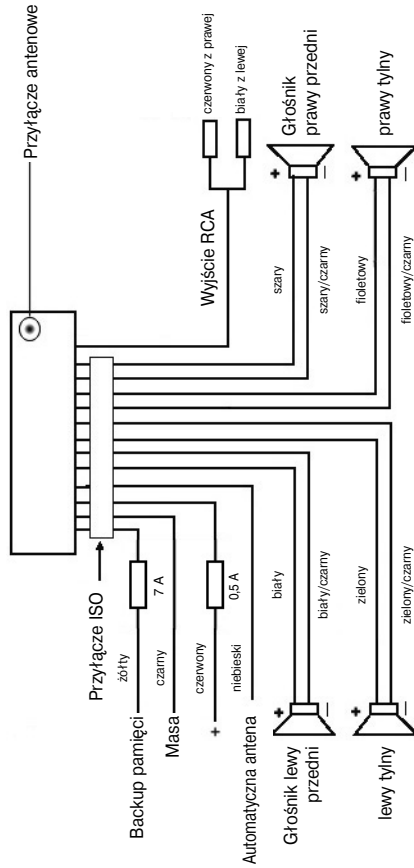 Przyłącze antenowe
Przyłącze ISO
żółty
Backup pamięci
7 A
czarny
Masa
czerwony
+
0,5 A
niebieski
Automatyczna antena
Wyjście RCA
czerwony z prawej
biały z lewej
biały
biały/czarny
+
–
Głośnik lewy
przedni
zielony
zielony/czarny
+
–
lewy tylny
szary
szary/czarny
+
–
Głośnik
prawy przedni
fioletowy
fioletowy/czarny
+
–
prawy tylny